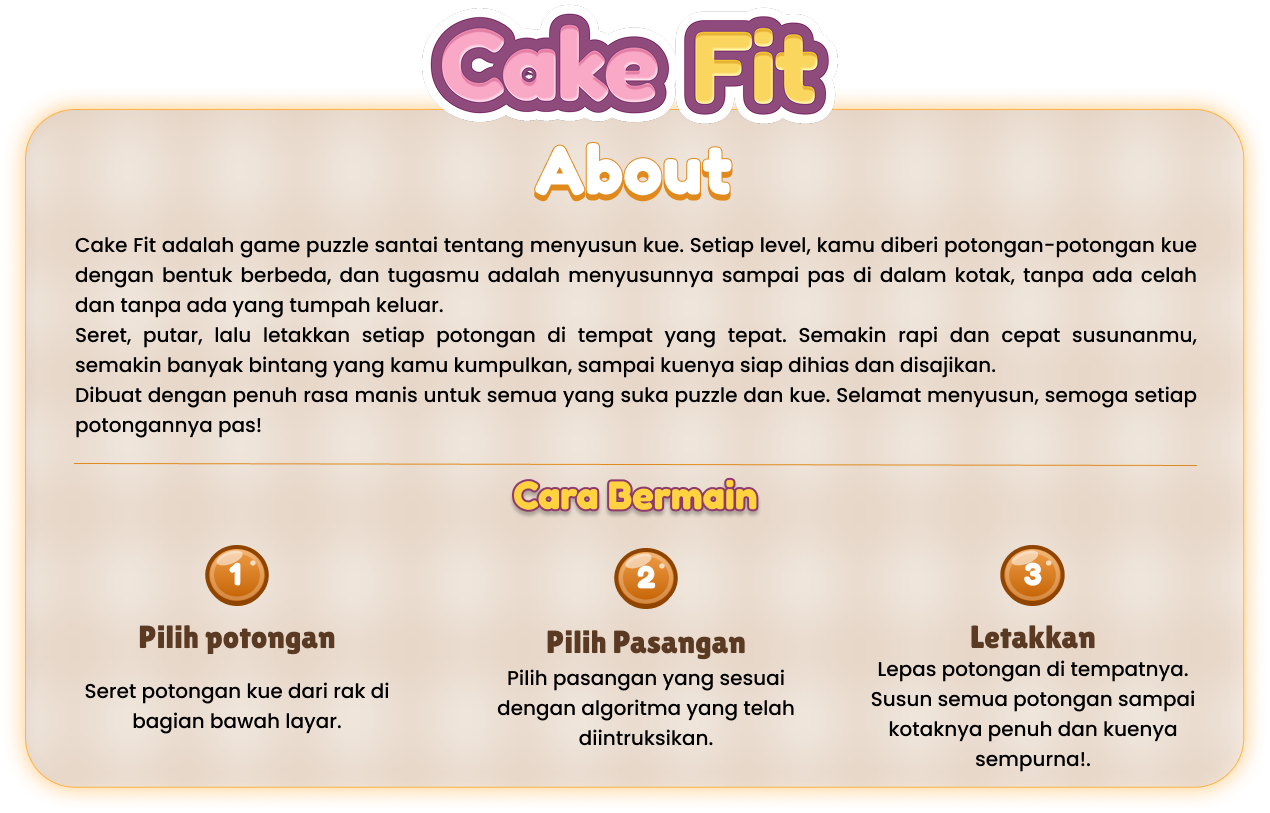 Cake Fit
About
Cake Fit adalah game puzzle santai tentang menyusun kue. Setiap level, kamu diberi potongan-potongan kue
dengan bentuk berbeda, dan tugasmu adalah menyusunnya sampai pas di dalam kotak, tanpa ada celah
dan tanpa ada yang tumpah keluar.
Seret, putar, lalu letakkan setiap potongan di tempat yang tepat. Semakin rapi dan cepat susunanmu,
semakin banyak bintang yang kamu kumpulkan, sampai kuenya siap dihias dan disajikan.
Dibuat dengan penuh rasa manis untuk semua yang suka puzzle dan kue. Selamat menyusun, semoga setiap
potongannya pas!
Cara Bermain
1
Pilih potongan
Seret potongan kue dari rak di
bagian bawah layar.
2
Pilih Pasangan
Pilih pasangan yang sesuai
dengan algoritma yang telah
diintruksikan.
3
Letakkan
Lepas potongan di tempatnya.
Susun semua potongan sampai
kotaknya penuh dan kuenya
sempurna!.